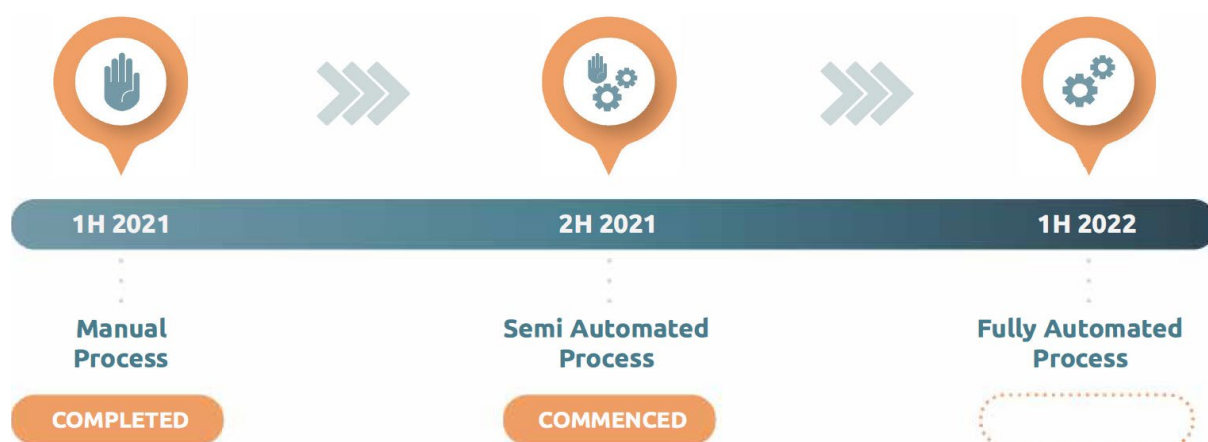 1H 2021
2H 2021
1H 2022
Manual
Process
Semi Automated
Process
Fully Automated
Process
COMPLETED
COMMENCED